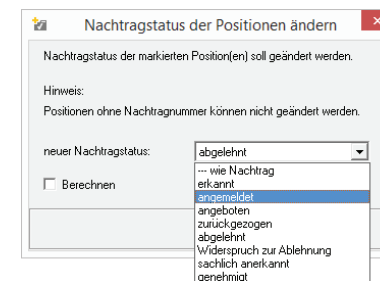 Nachtragstatus der Positionen ändern
Nachtragstatus der markierten Position(en) soll geändert werden.
Hinweis:
Positionen ohne Nachtragnummer können nicht geändert werden.
neuer Nachtragstatus: abgelehnt
--- wie Nachtrag
erkannt
Berechnen
angemeldet
angeboten
zurückgezogen
abgelehnt
Widerspruch zur Ablehnung
sachlich anerkannt
genehmigt